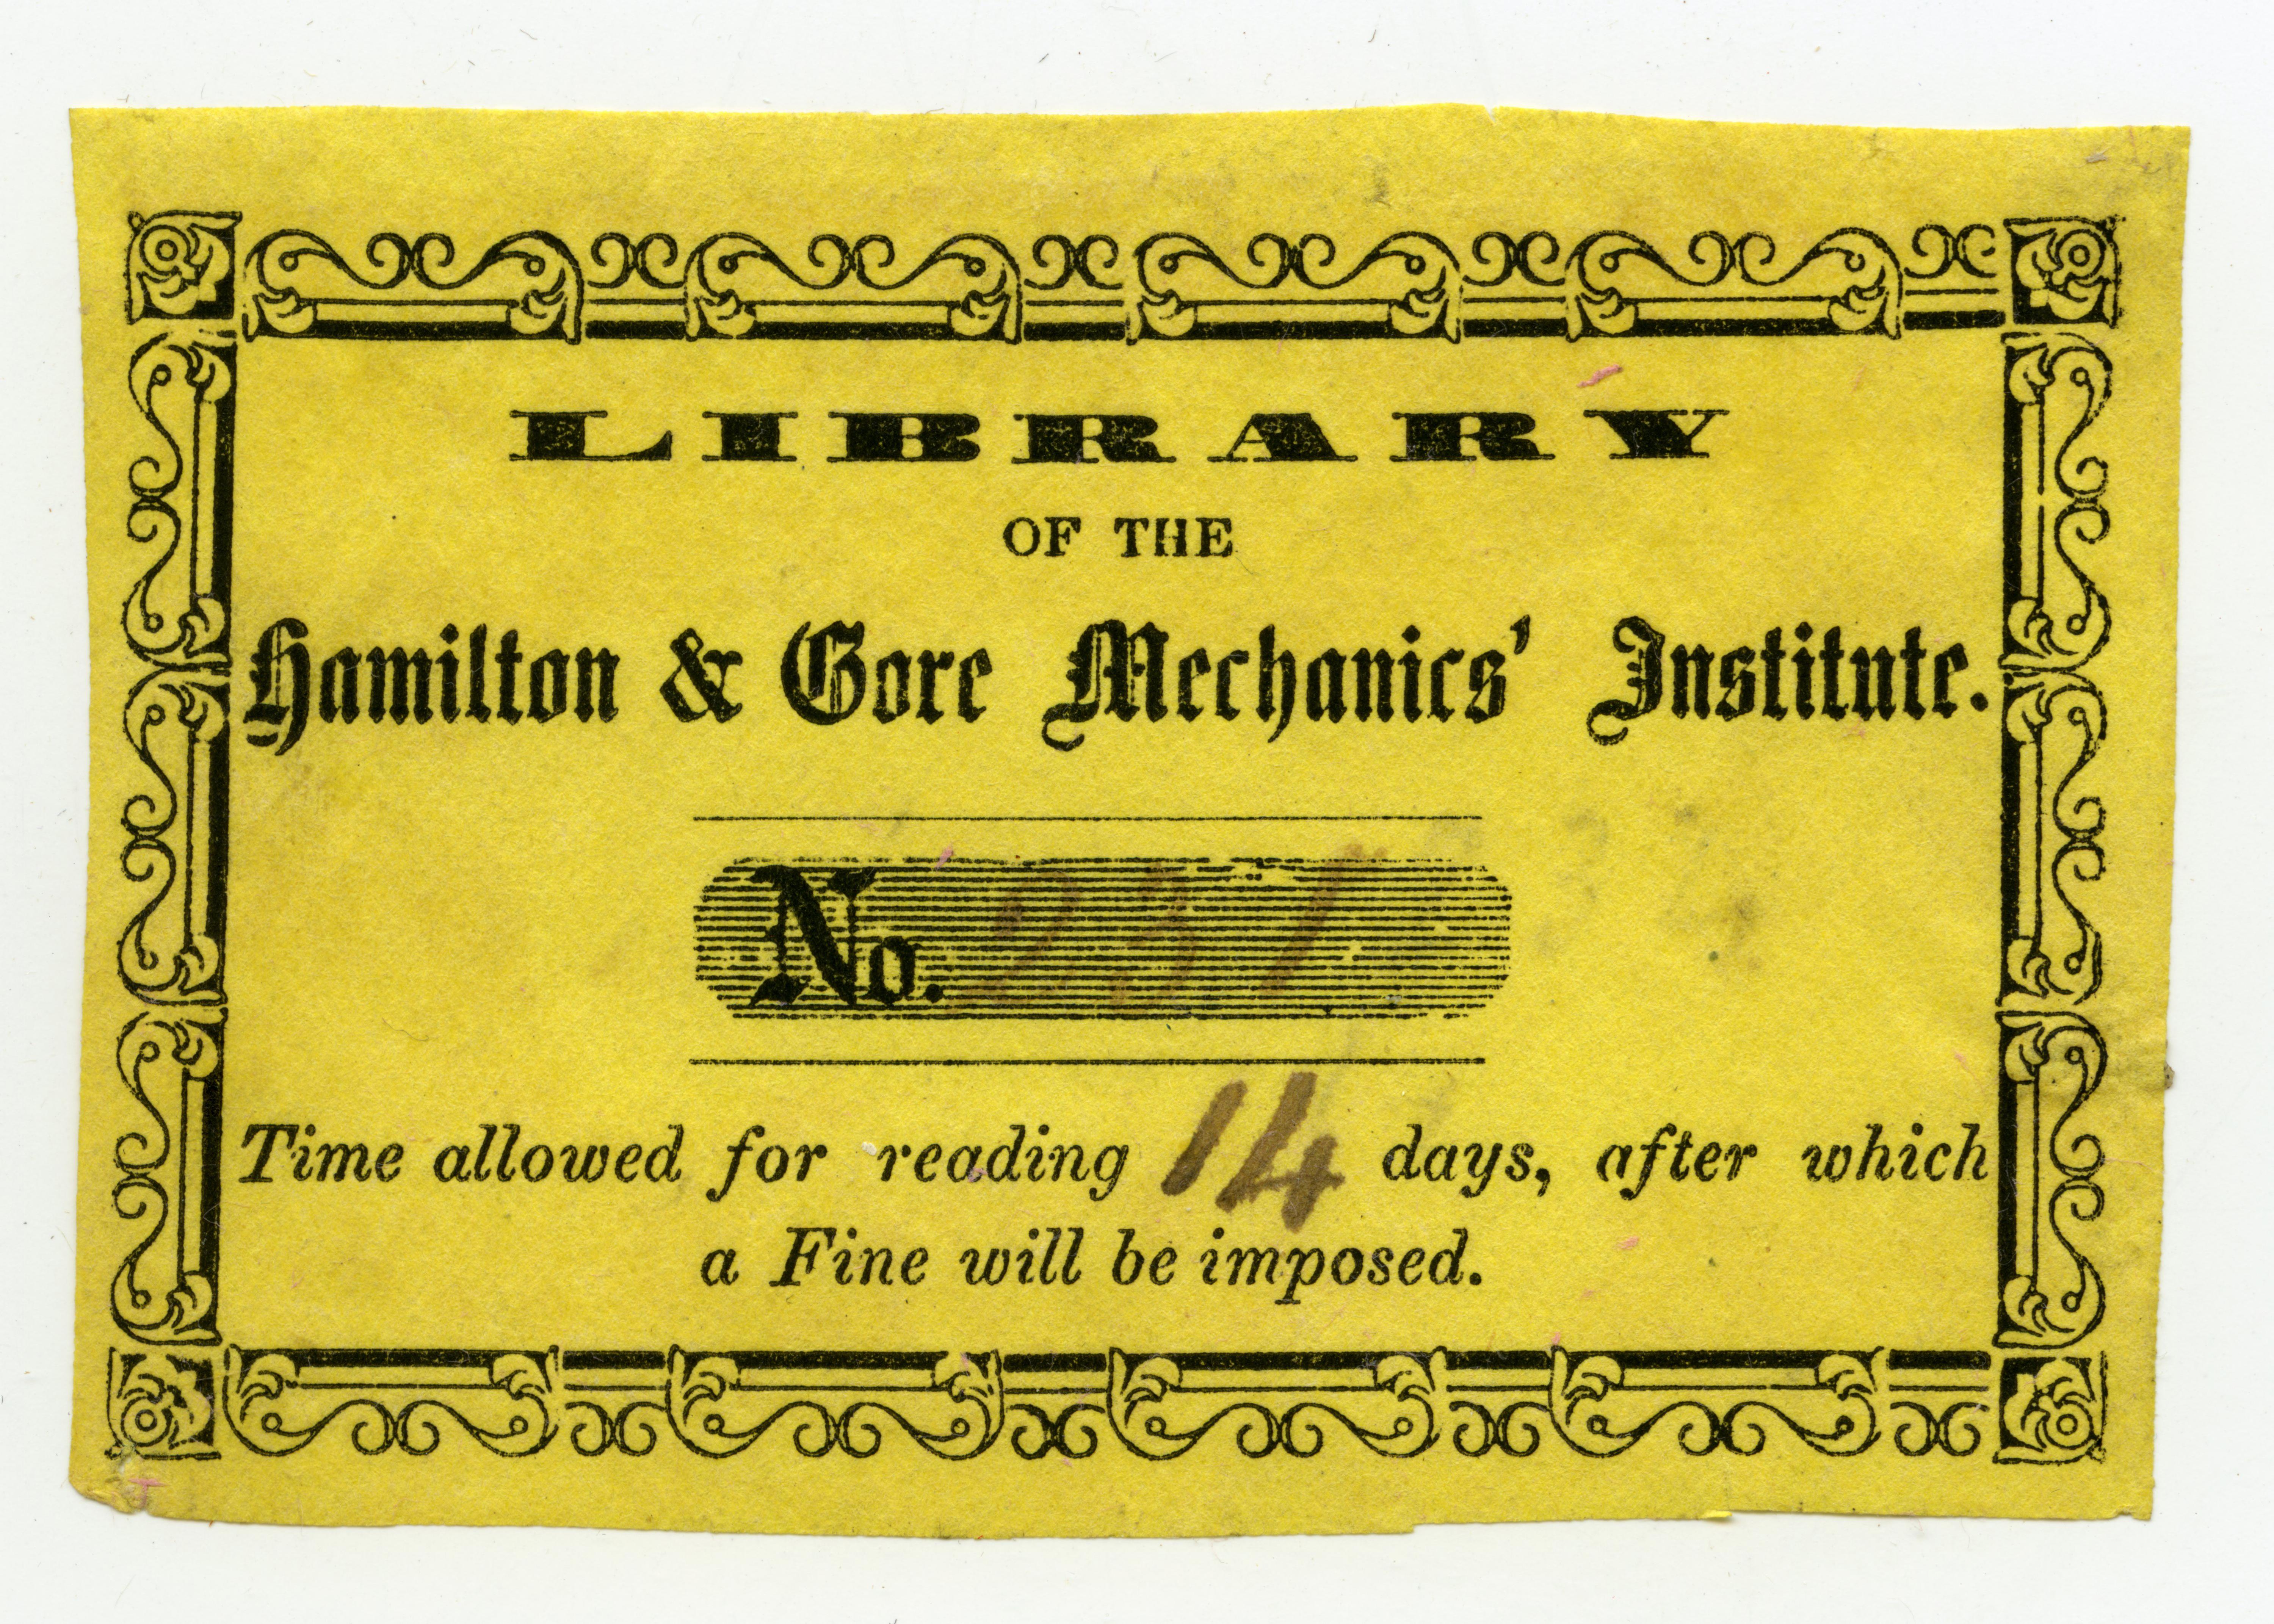 LIBRARY
OF THE
Hamilton & Gore Mechanics' Institute.
No. 231
Time allowed for reading 14 days, after which
a Fine will be imposed.